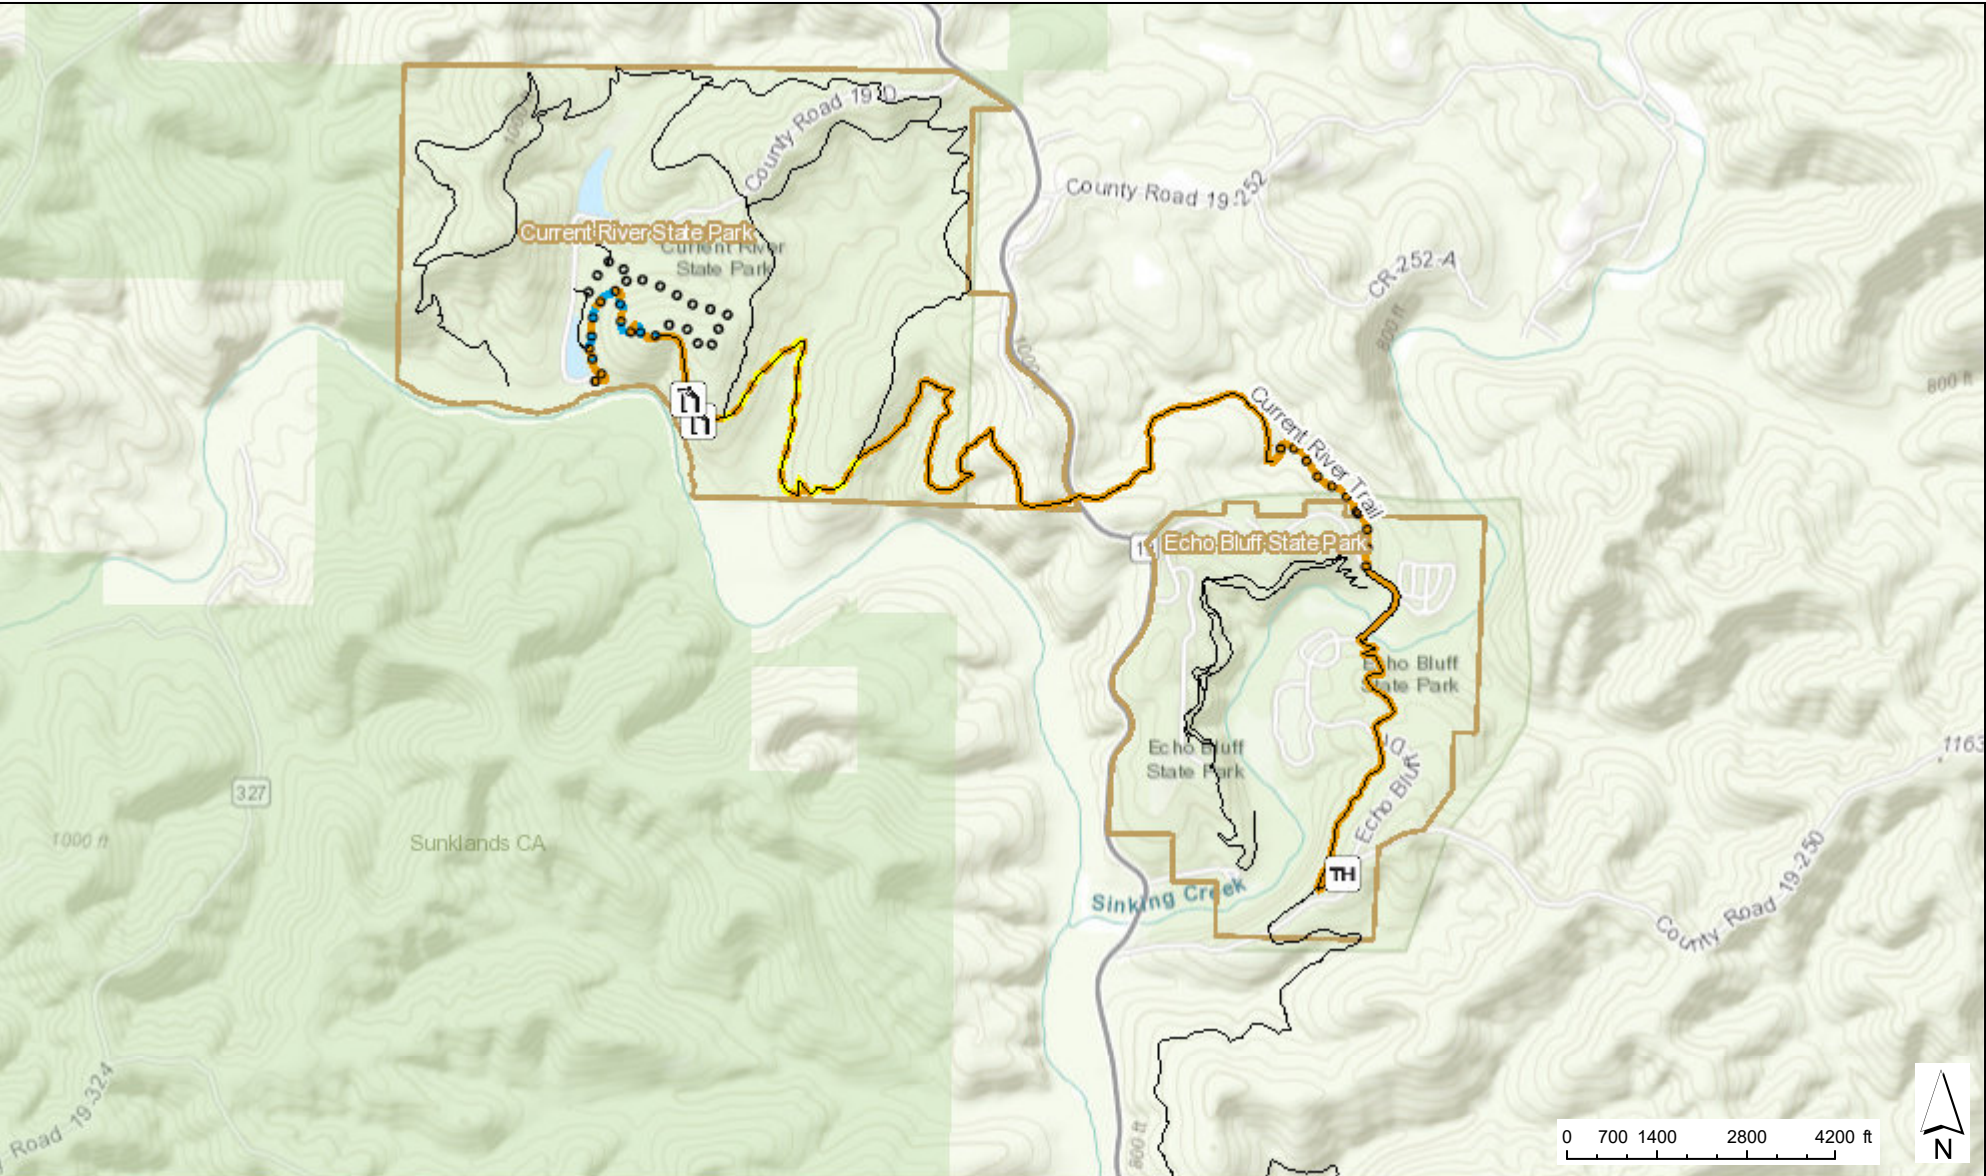 County Road 19-D
1000
County Road 19-252
Current River State Park
Current River
State Park
CR-252-A
800 ft
1000 ft
800 ft
Current River Trail
Echo Bluff State Park
Echo Bluff
State Park
Echo Bluff
State Park
1163
327
Echo Bluff Dr
1000 ft
Sunklands CA
TH
Sinking Creek
County Road 19-250
Road 19-324
800 ft
0 700 1400 2800 4200 ft
N